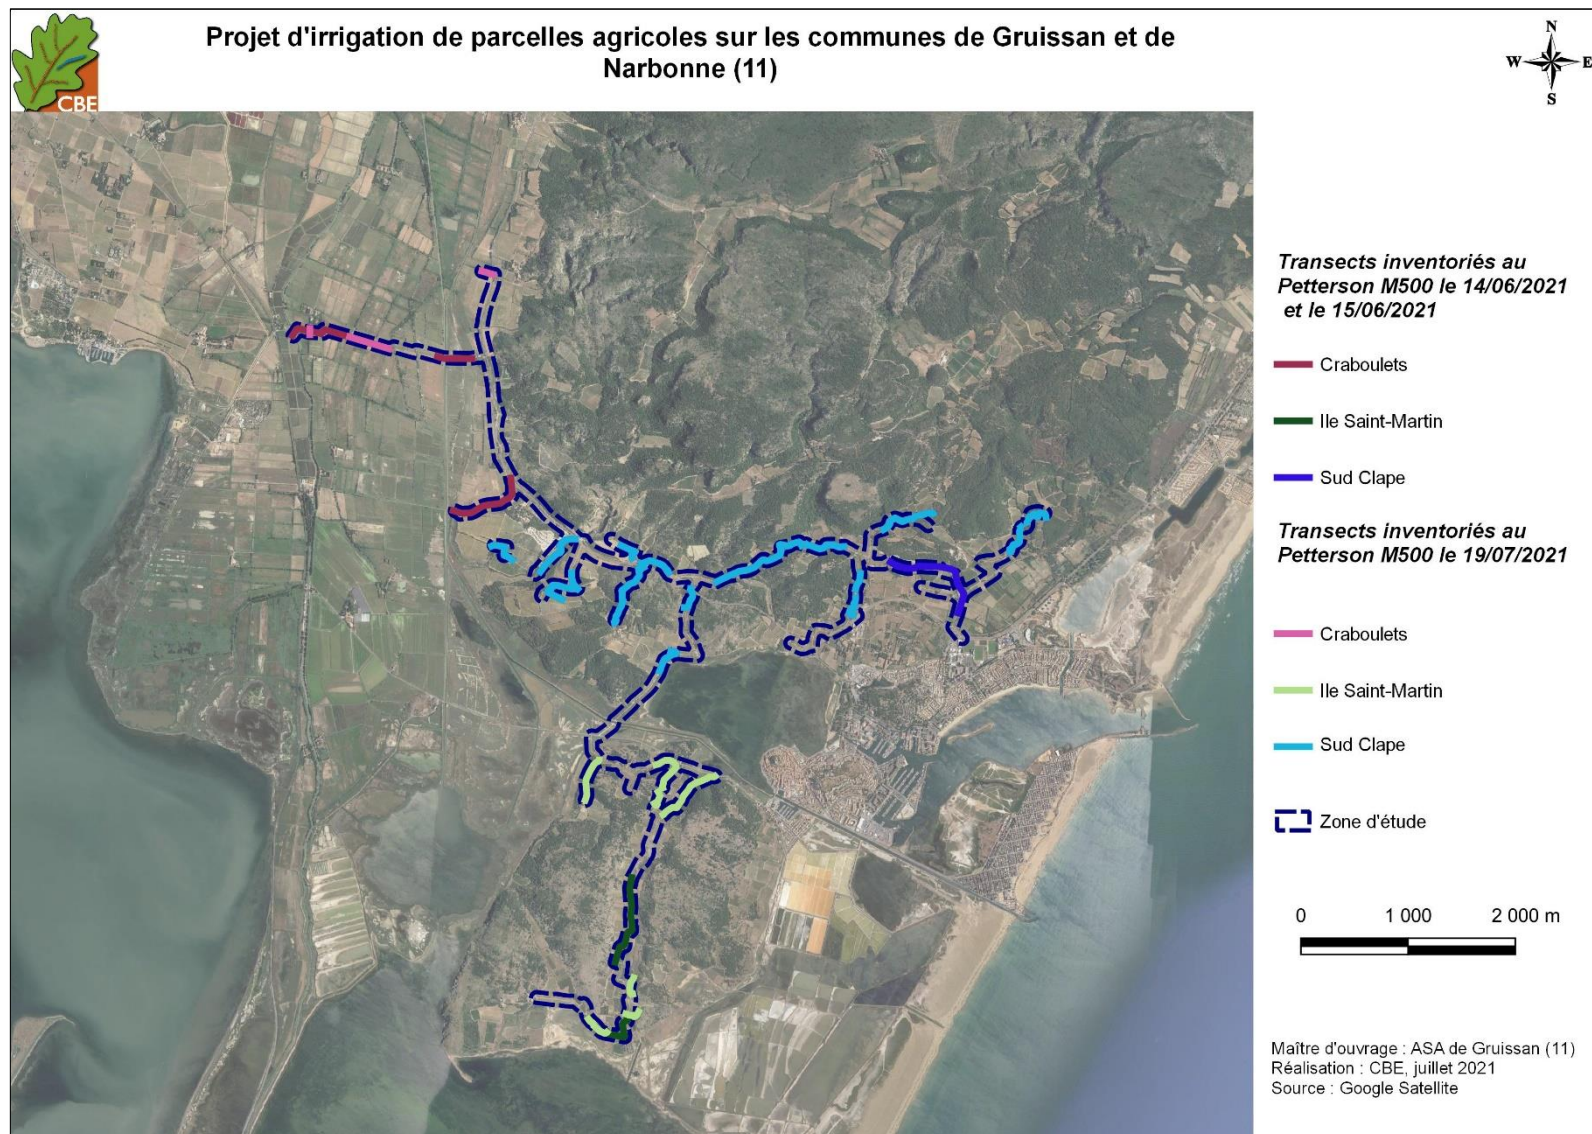 Projet d'irrigation de parcelles agricoles sur les communes de Gruissan et de
Narbonne (11)
CBE
N
W
E
S
Transects inventoriés au
Petterson M500 le 14/06/2021
et le 15/06/2021
Craboulets
Ile Saint-Martin
Sud Clape
Transects inventoriés au
Petterson M500 le 19/07/2021
Craboulets
Ile Saint-Martin
Sud Clape
Zone d'étude
0 1 000 2 000 m
Maître d'ouvrage : ASA de Gruissan (11)
Réalisation : CBE, juillet 2021
Source : Google Satellite